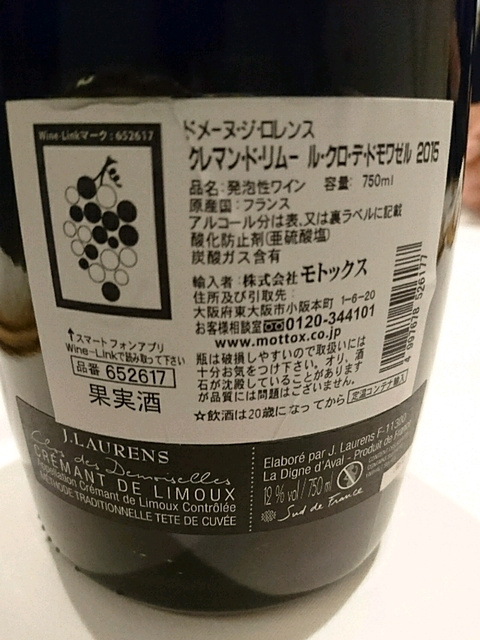 Wine-Linkマーク:652617
ドメーヌ・ジ・ロレンス
クレマン・ド・リムー ル・クロ・デ・ドモワゼル 2015
品名:発泡性ワイン 容量: 750ml
原産国:フランス
アルコール分は表、又は裏ラベルに記載
酸化防止剤(亜硫酸塩)
炭酸ガス含有
輸入者:株式会社 モトックス
住所及び引取先:
大阪府東大阪市小阪本町 1-6-20
お客様相談室 0120-344101
www.mottox.co.jp
瓶は破損しやすいので取扱いには
十分お気をつけ下さい。オリ、酒
石が沈殿していることがあります
が品質には問題はございません。
☆飲酒は20歳になってから 定温コンテナ輸入
4 997678 526177
↑スマートフォンアプリ
Wine-Linkで読み取って下さい
品番 652617
果実酒
J.LAURENS
Clos des Demoiselles
CRÉMANT DE LIMOUX
Appelation Crémant de Limoux Contrôlée
MÉTHODE TRADITIONNELLE TETE DE CUVÉE
Elaboré par J. Laurens F-11300
La Digne d'Aval - Produit de France
12 % vol / 750 ml
Sud de France